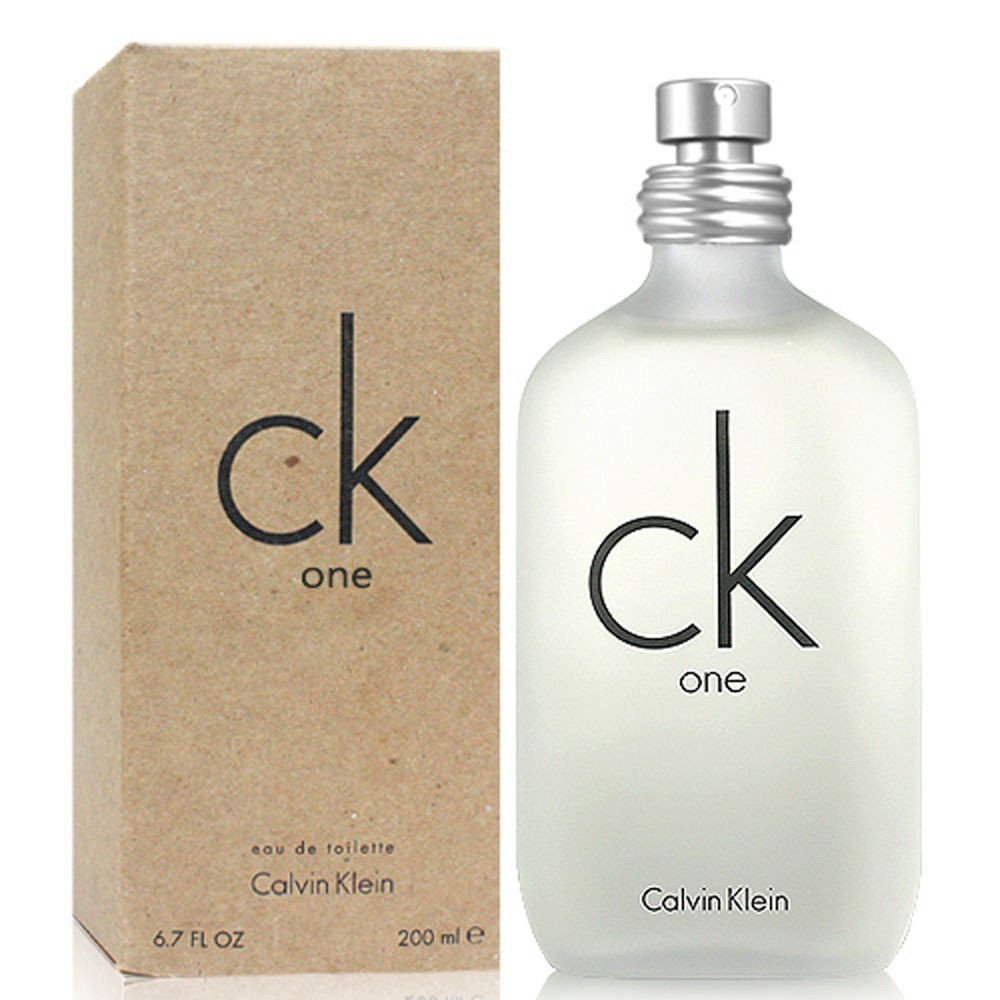 ck
one
eau de toilette
Calvin Klein
6.7 FL OZ
200 ml ℮
ck
one
Calvin Klein